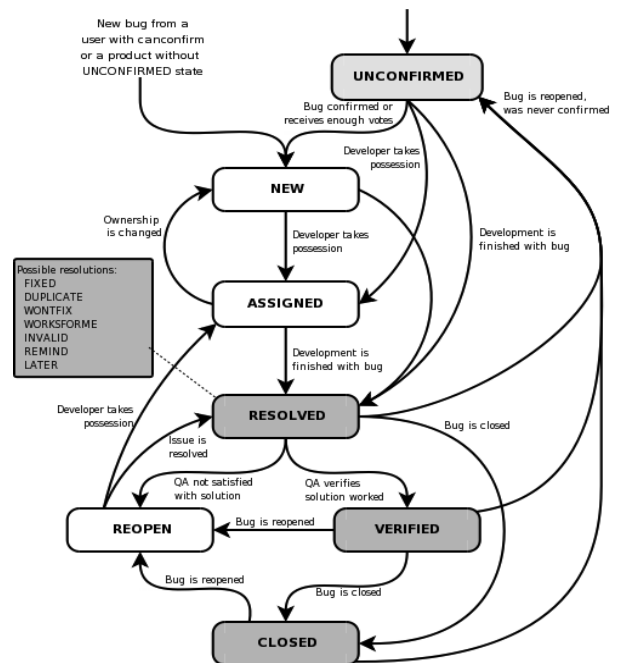 New bug from a
user with canconfirm
or a product without
UNCONFIRMED state
UNCONFIRMED
Bug is reopened,
was never confirmed
Bug confirmed or
receives enough votes
Developer takes
possession
NEW
Ownership
is changed
Developer takes
possession
Development is
finished with bug
Possible resolutions:
FIXED
DUPLICATE
WONTFIX
WORKSFORME
INVALID
REMIND
LATER
ASSIGNED
Development is
finished with bug
Developer takes
possession
RESOLVED
Issue is
resolved
Bug is closed
QA not satisfied
with solution
QA verifies
solution worked
REOPEN
Bug is reopened
VERIFIED
Bug is reopened
Bug is closed
CLOSED